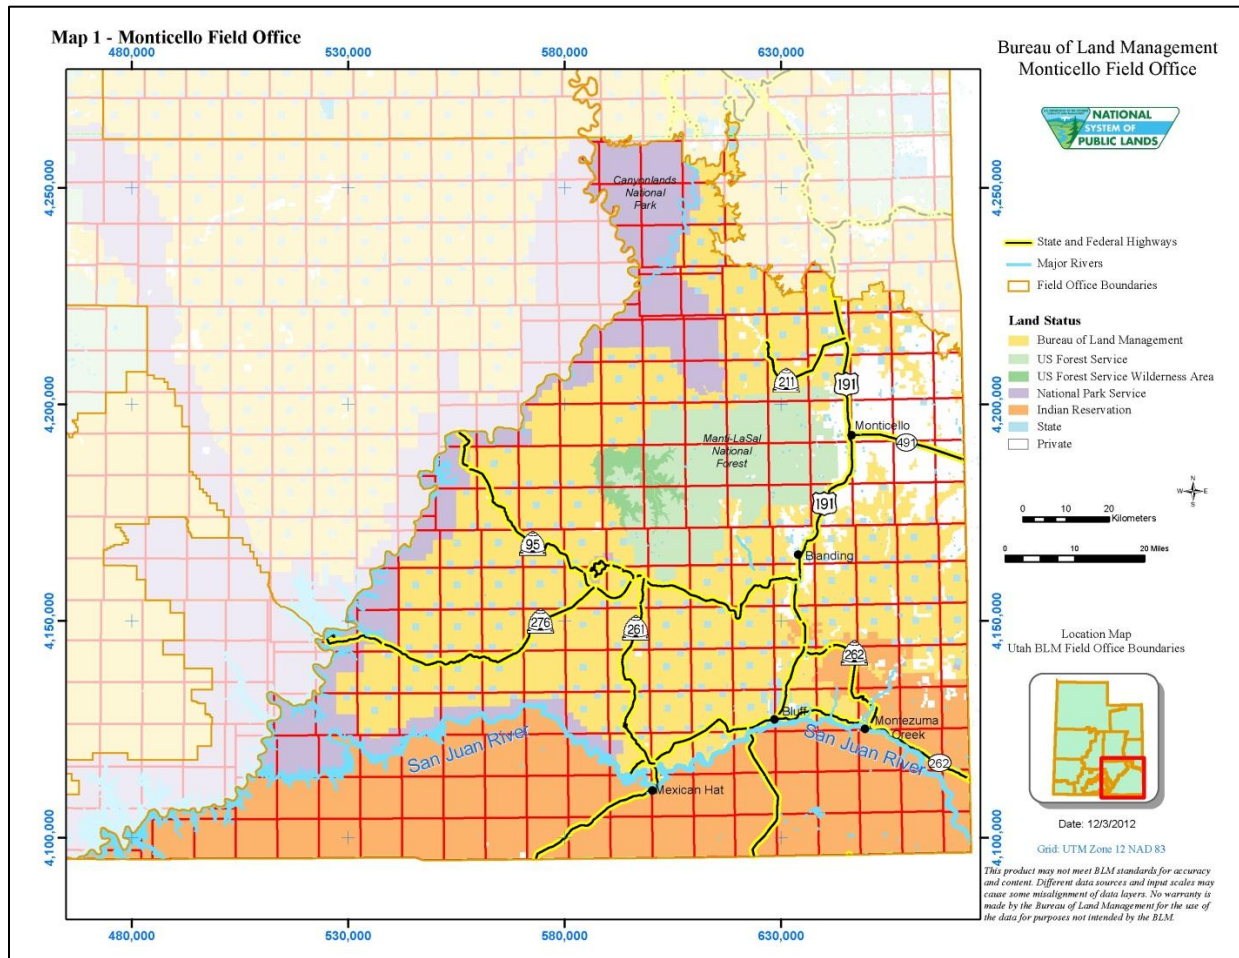 Map 1 - Monticello Field Office
480,000
530,000
580,000
630,000
4,250,000
4,200,000
4,150,000
4,100,000
4,250,000
4,200,000
4,150,000
4,100,000
480,000
530,000
580,000
630,000
Canyonlands
National
Park
211
191
Monticello
491
Manti-LaSal
National
Forest
191
95
Blanding
276
261
262
Bluff
Montezuma
Creek
San Juan River
San Juan River
262
Mexican Hat
Bureau of Land Management
Monticello Field Office
NATIONAL
SYSTEM OF
PUBLIC LANDS
State and Federal Highways
Major Rivers
Field Office Boundaries
Land Status
Bureau of Land Management
US Forest Service
US Forest Service Wilderness Area
National Park Service
Indian Reservation
State
Private
N
W E
S
0 10 20
Kilometers
0 10 20 Miles
Location Map
Utah BLM Field Office Boundaries
Date: 12/3/2012
Grid: UTM Zone 12 NAD 83
This product may not meet BLM standards for accuracy
and content. Different data sources and input scales may
cause some misalignment of data layers. No warranty is
made by the Bureau of Land Management for the use of
the data for purposes not intended by the BLM.